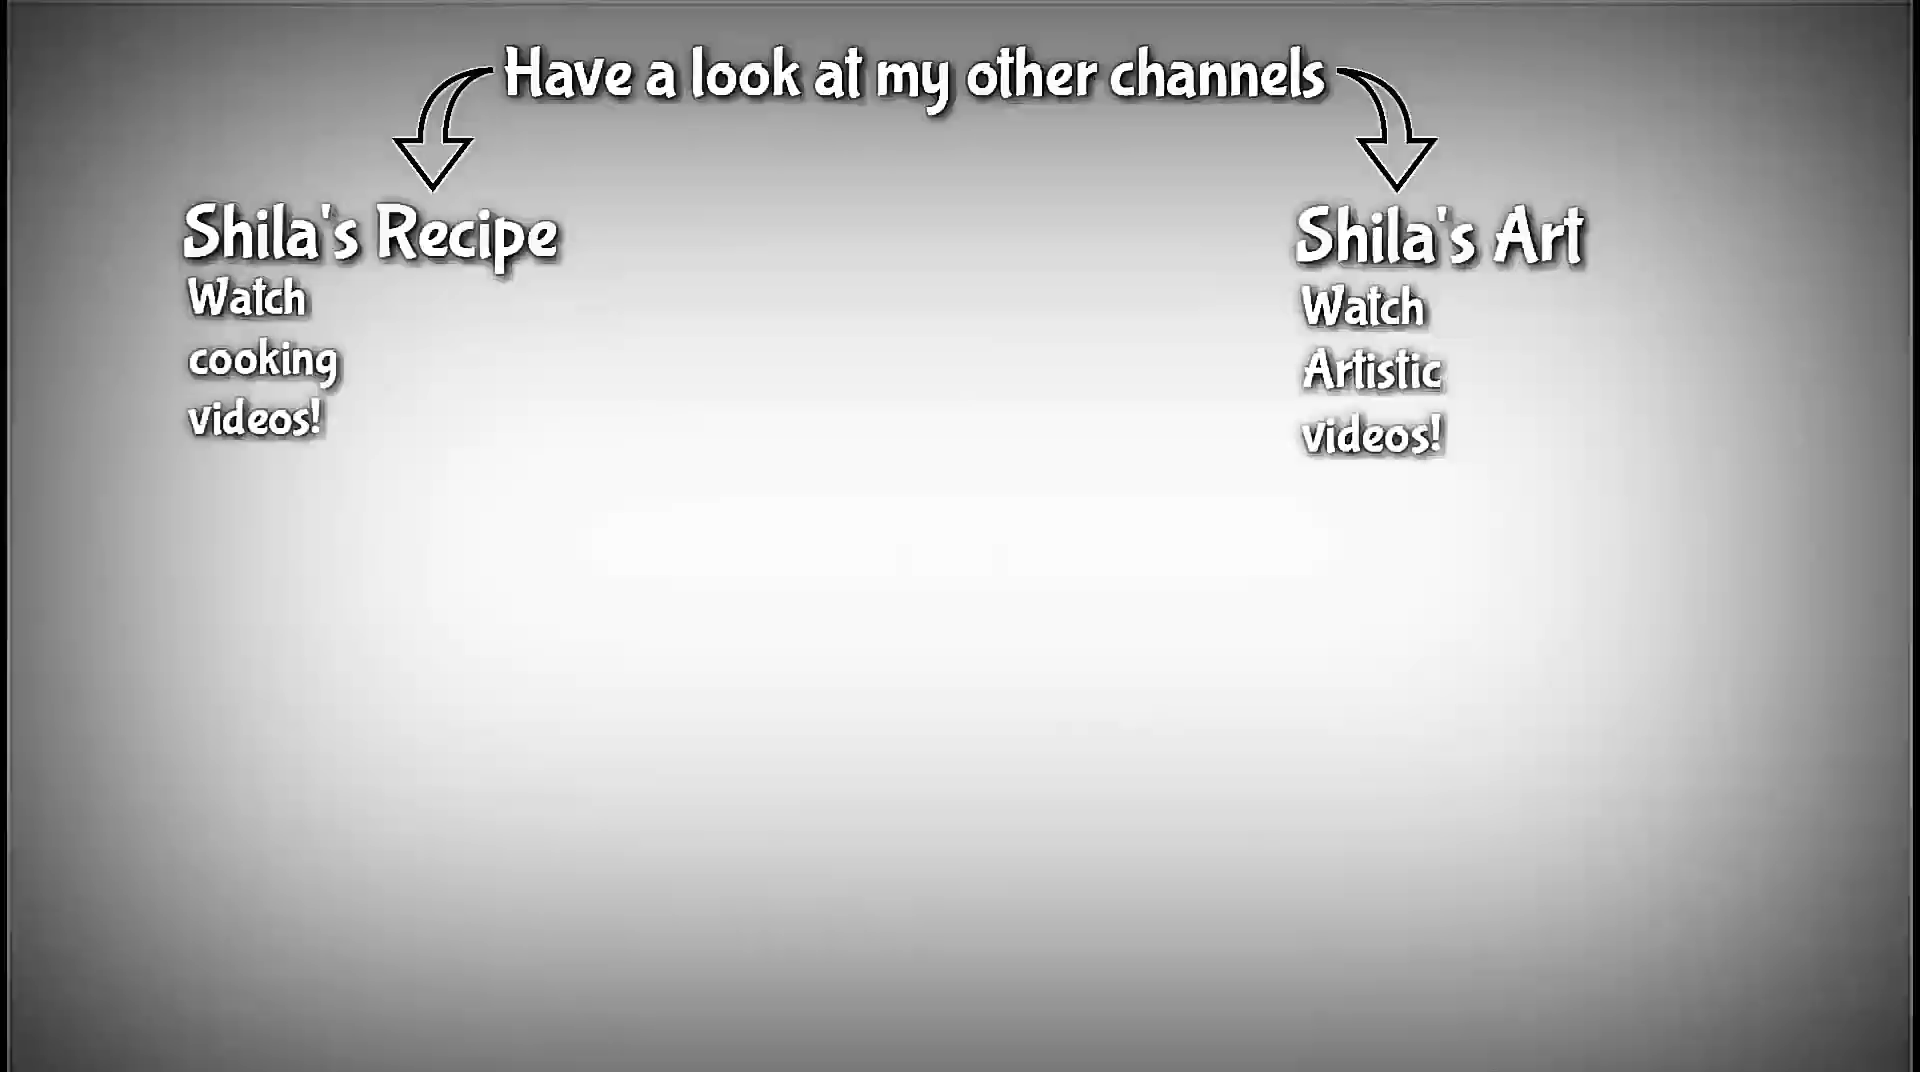 Have a look at my other channels
Shila's Recipe
Watch
cooking
videos!
Shila's Art
Watch
Artistic
videos!